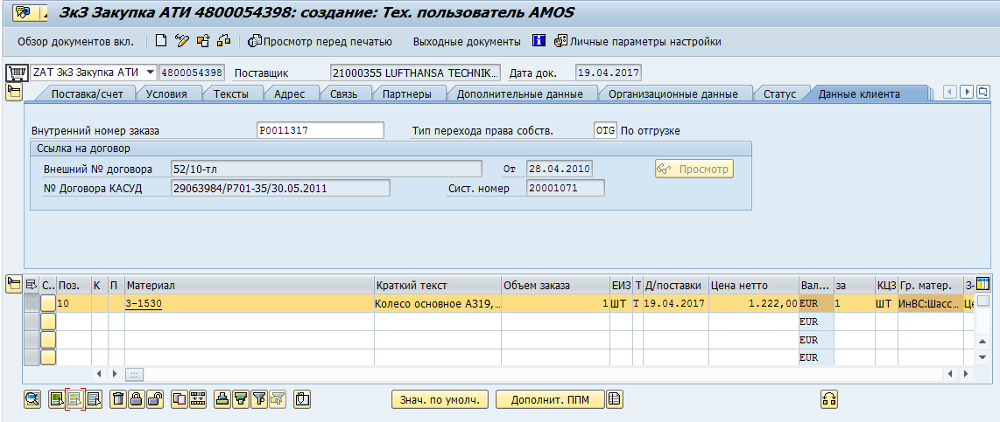 ЗкЗ Закупка АТИ 4800054398: создание: Тех. пользователь AMOS
Обзор документов вкл. Просмотр перед печатью Выходные документы Личные параметры настройки
ZAT ЗкЗ Закупка АТИ 4800054398 Поставщик 21000355 LUFTHANSA TECHNIK... Дата док. 19.04.2017
Поставка/счет Условия Тексты Адрес Связь Партнеры Дополнительные данные Организационные данные Статус Данные клиента
Внутренний номер заказа P0011317 Тип перехода права собств. OTG По отгрузке
Ссылка на договор
Внешний № договора 52/10-тл От 28.04.2010 Просмотр
№ Договора КАСУД 29063984/Р701-35/30.05.2011 Сист. номер 20001071
С.. Поз. К П Материал Краткий текст Объем заказа ЕИЗ Т Д/поставки Цена нетто Вал... за КЦЗ Гр. матер. З-
10 3-1530 Колесо основное А319,... 1 ШТ T 19.04.2017 1.222,00 EUR 1 ШТ ИнВС:Шасс... Це
EUR
EUR
EUR
Знач. по умолч. Дополнит. ППМ